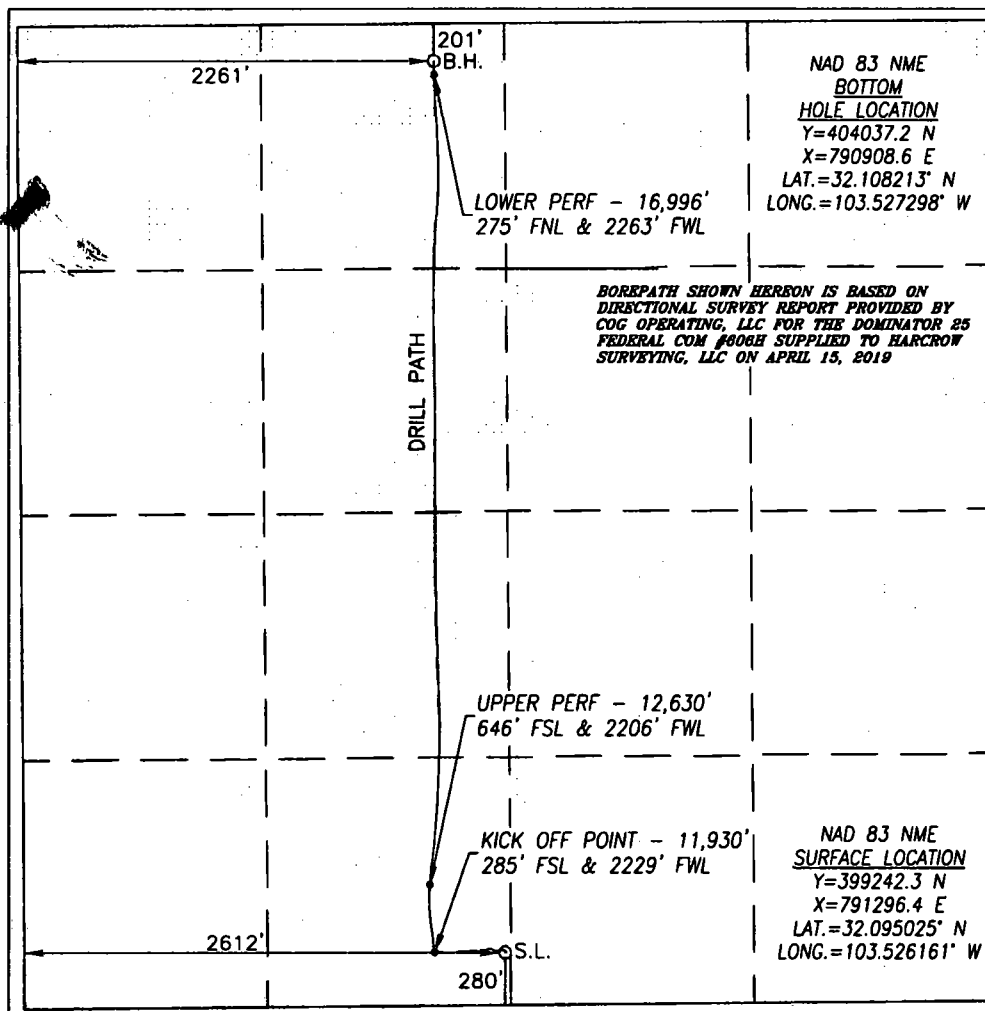 201'
B.H.
2261'
NAD 83 NME
BOTTOM
HOLE LOCATION
Y=404037.2 N
X=790908.6 E
LAT.=32.108213° N
LONG.=103.527298° W
LOWER PERF - 16,996'
275' FNL & 2263' FWL
BOREPATH SHOWN HEREON IS BASED ON
DIRECTIONAL SURVEY REPORT PROVIDED BY
COG OPERATING, LLC FOR THE DOMINATOR 25
FEDERAL COM #606H SUPPLIED TO HARCROW
SURVEYING, LLC ON APRIL 15, 2019
DRILL PATH
UPPER PERF - 12,630'
646' FSL & 2206' FWL
KICK OFF POINT - 11,930'
285' FSL & 2229' FWL
NAD 83 NME
SURFACE LOCATION
Y=399242.3 N
X=791296.4 E
LAT.=32.095025° N
LONG.=103.526161° W
2612'
S.L.
280'